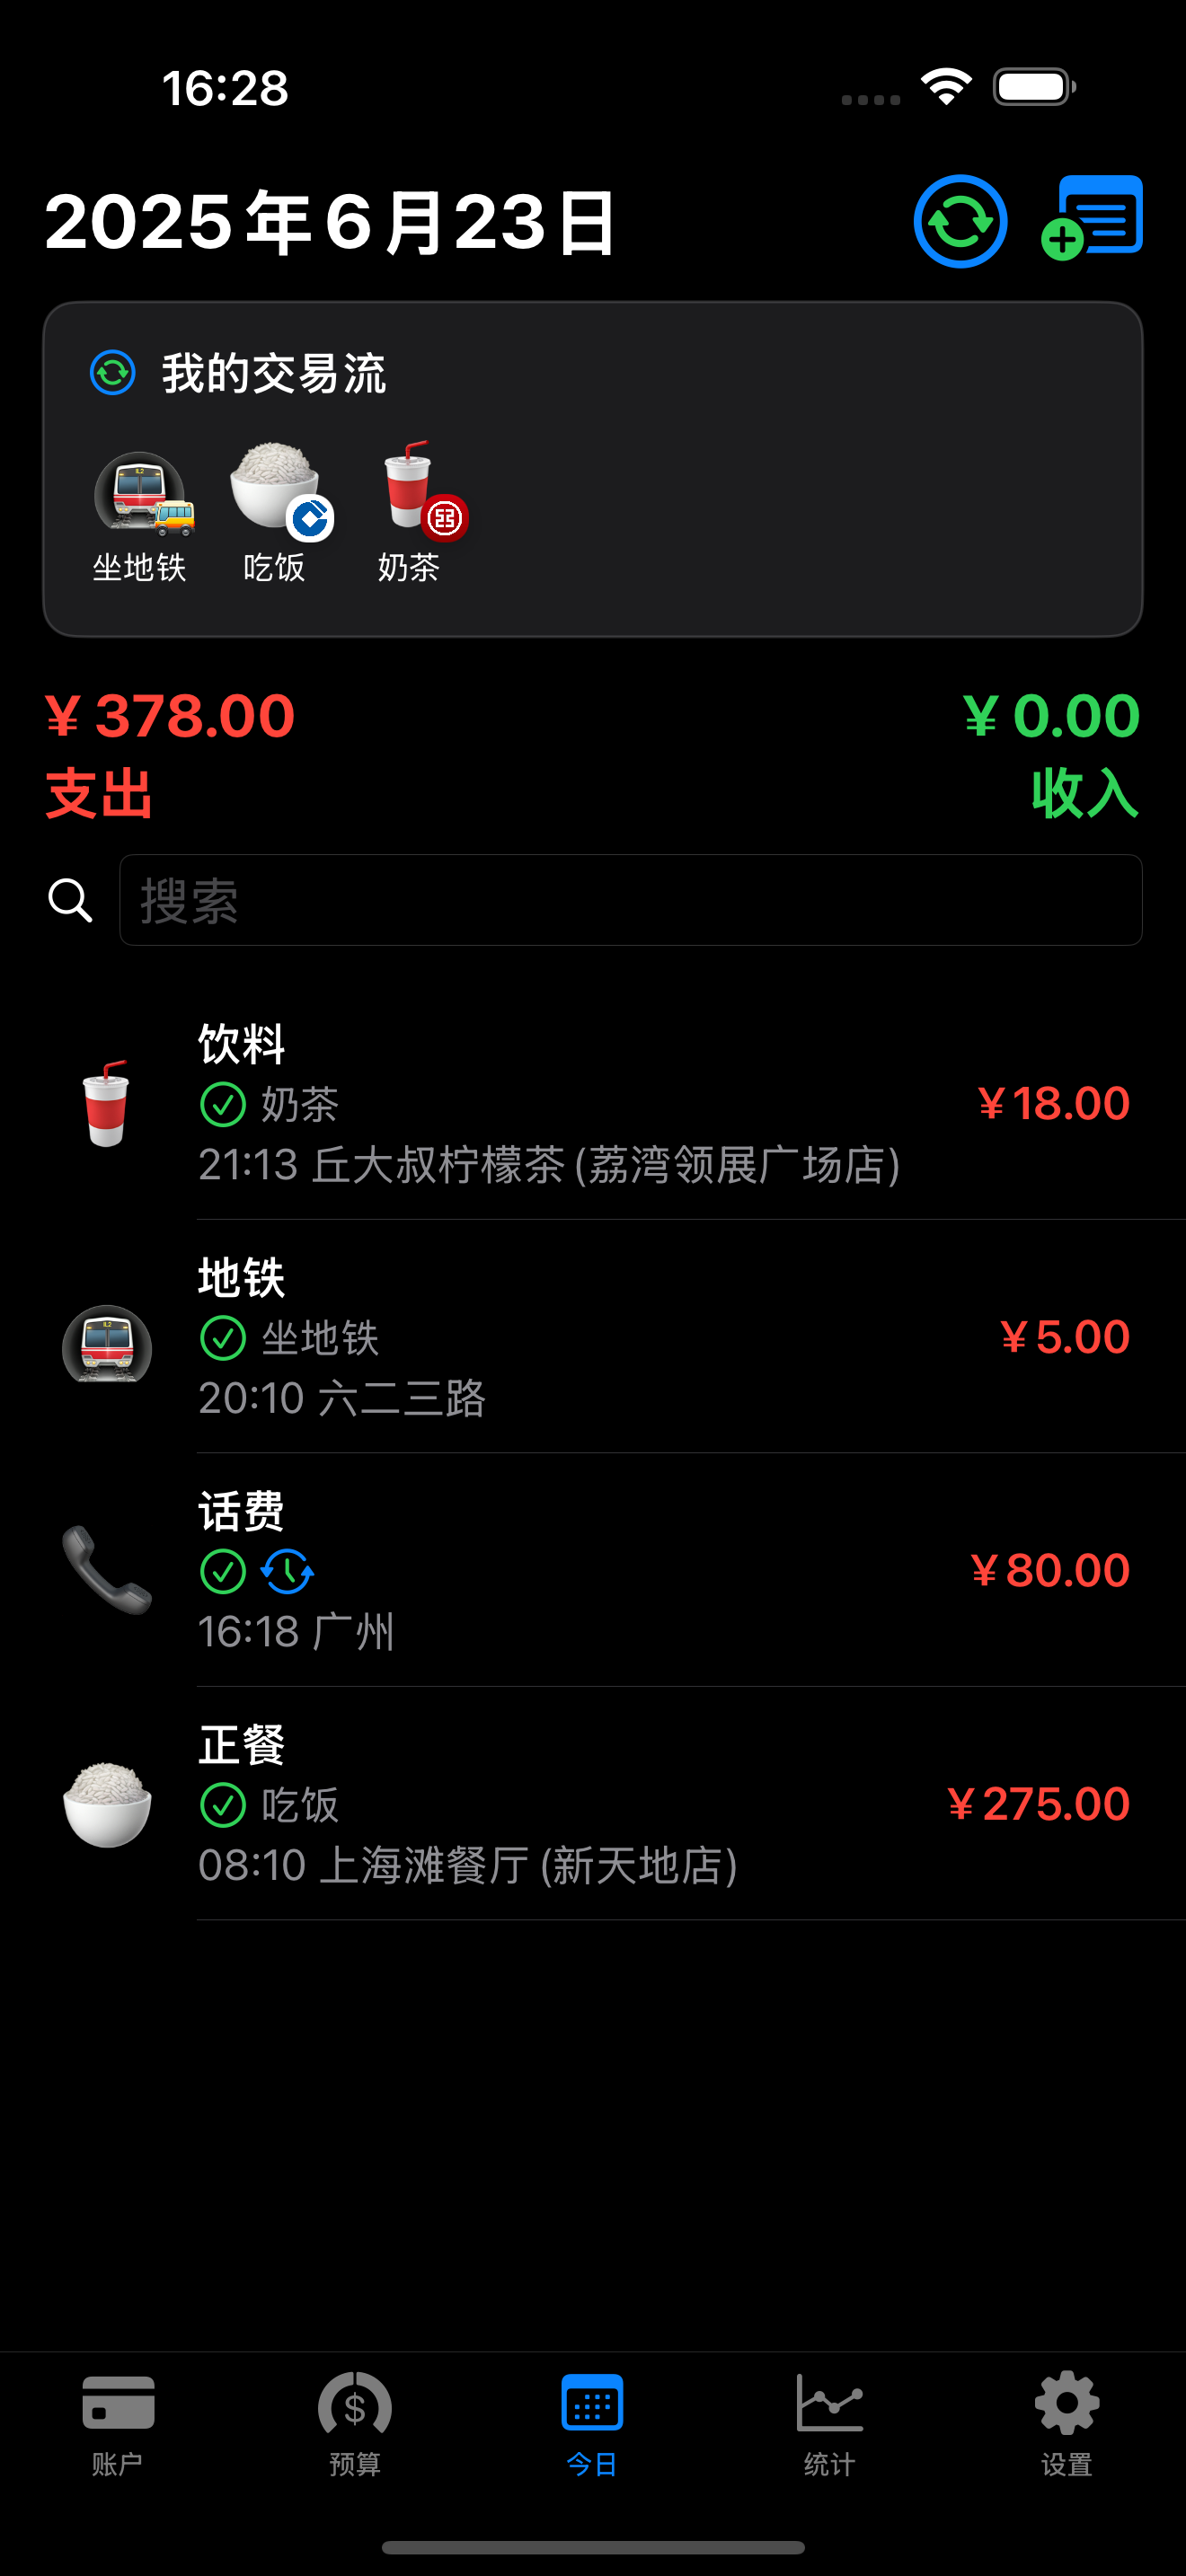 16:28
2025年6月23日
我的交易流
坐地铁
吃饭
奶茶
¥ 378.00
¥ 0.00
支出
收入
搜索
饮料
奶茶
¥18.00
21:13 丘大叔柠檬茶(荔湾领展广场店)
地铁
坐地铁
¥5.00
20:10 六二三路
话费
¥80.00
16:18 广州
正餐
吃饭
¥275.00
08:10 上海滩餐厅(新天地店)
账户
预算
今日
统计
设置